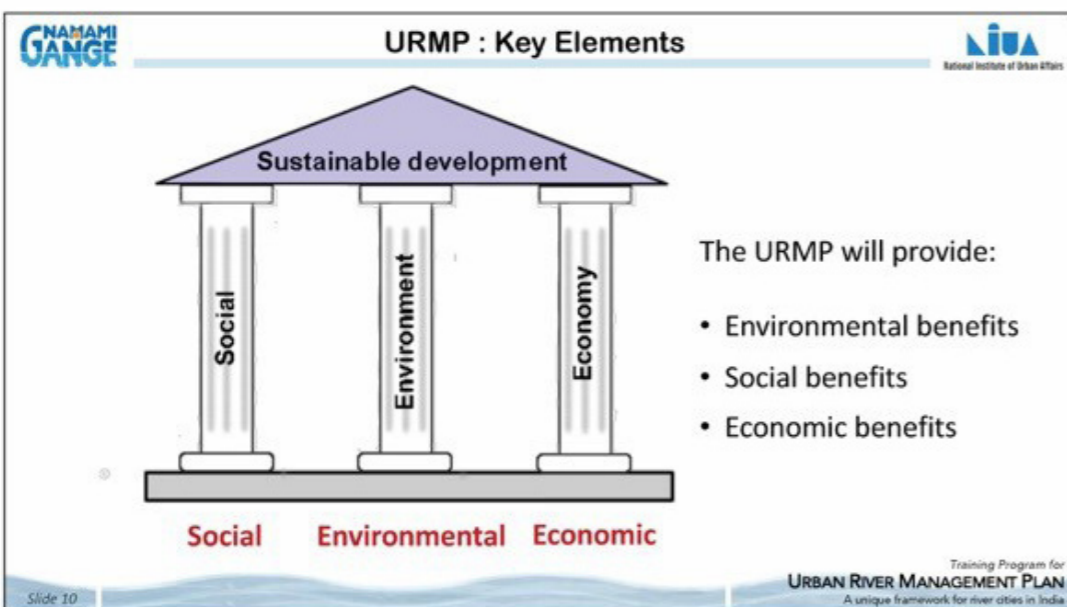 NAMAMI
GANGE
URMP : Key Elements
NIUA
National Institute of Urban Affairs
Sustainable development
Social
Environment
Economy
The URMP will provide:
• Environmental benefits
• Social benefits
• Economic benefits
Social Environmental Economic
Slide 10
Training Program for
URBAN RIVER MANAGEMENT PLAN
A unique framework for river cities in India